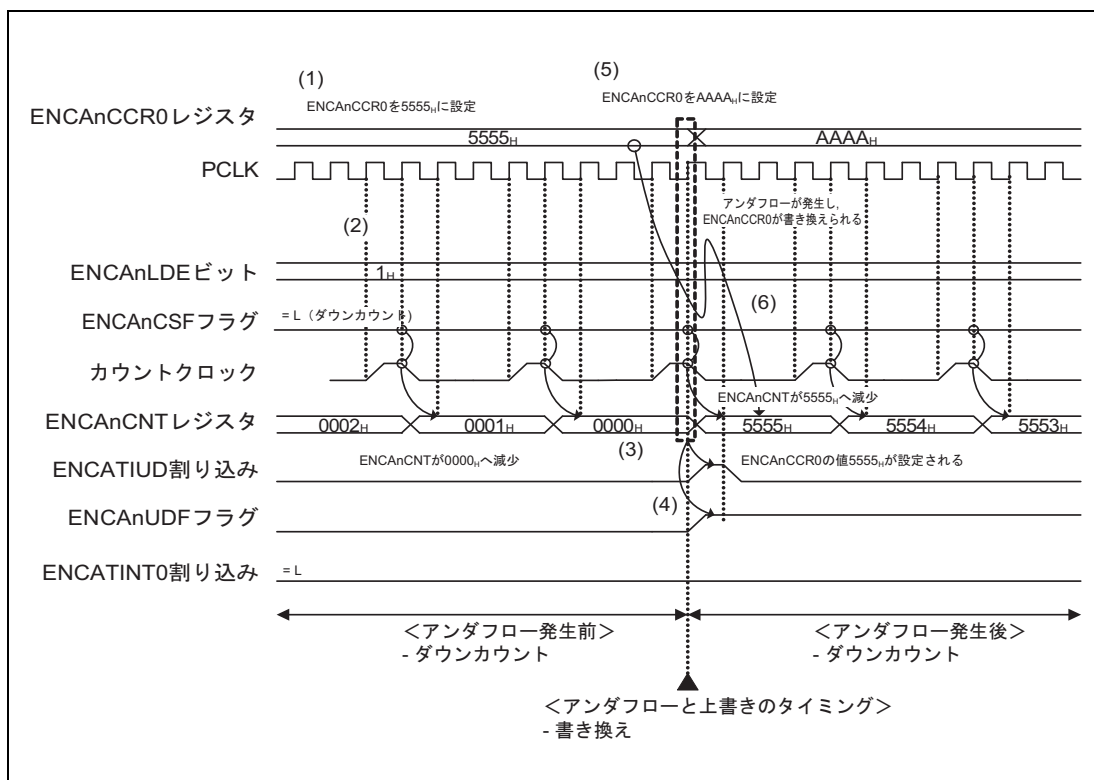 (1)
(5)
ENCAnCCR0を5555Hに設定
ENCAnCCR0をAAAAHに設定
ENCAnCCR0レジスタ
5555H
AAAAH
PCLK
アンダフローが発生し,
ENCAnCCR0が書き換えられる
(2)
ENCAnLDEビット
1H
(6)
ENCAnCSFフラグ
= L（ダウンカウント）
カウントクロック
ENCAnCNTが5555Hへ減少
ENCAnCNTレジスタ
0002H
0001H
0000H
5555H
5554H
5553H
(3)
ENCATIUD割り込み
ENCAnCNTが0000Hへ減少
ENCAnCCR0の値5555Hが設定される
(4)
ENCAnUDFフラグ
ENCATINT0割り込み
= L
＜アンダフロー発生前＞
- ダウンカウント
＜アンダフロー発生後＞
- ダウンカウント
＜アンダフローと上書きのタイミング＞
- 書き換え